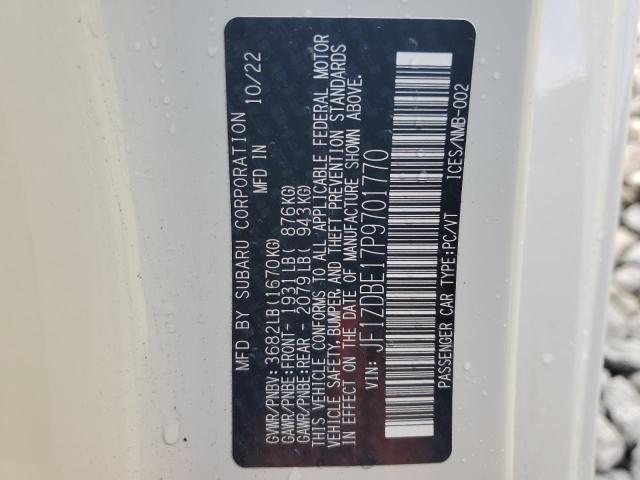 MFD BY SUBARU CORPORATION 10/22
MFD IN
GVWR/PNBV: 3682LB(1670KG)
GAWR/PNBE:FRONT- 1931LB( 876KG)
GAWR/PNBE:REAR - 2079LB( 943KG)
THIS VEHICLE CONFORMS TO ALL APPLICABLE FEDERAL MOTOR
VEHICLE SAFETY,BUMPER, AND THEFT PREVENTION STANDARDS
IN EFFECT ON THE DATE OF MANUFACTURE SHOWN ABOVE.
VIN: JF1ZDBE17P9701770
PASSENGER CAR TYPE:PC/VT
ICES/NMB-002